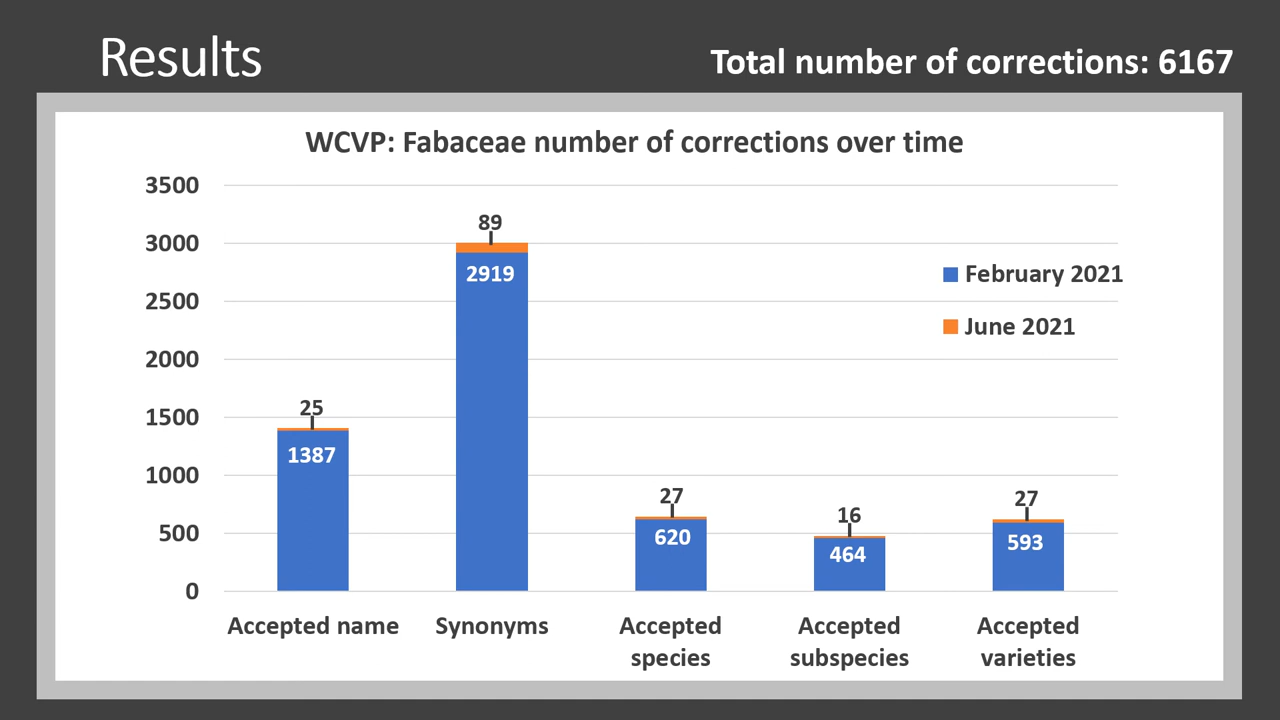 Results
Total number of corrections: 6167
WCVP: Fabaceae number of corrections over time
3500
3000
2500
2000
1500
1000
500
0
89
2919
25
1387
27
620
16
464
27
593
February 2021
June 2021
Accepted name
Synonyms
Accepted
species
Accepted
subspecies
Accepted
varieties